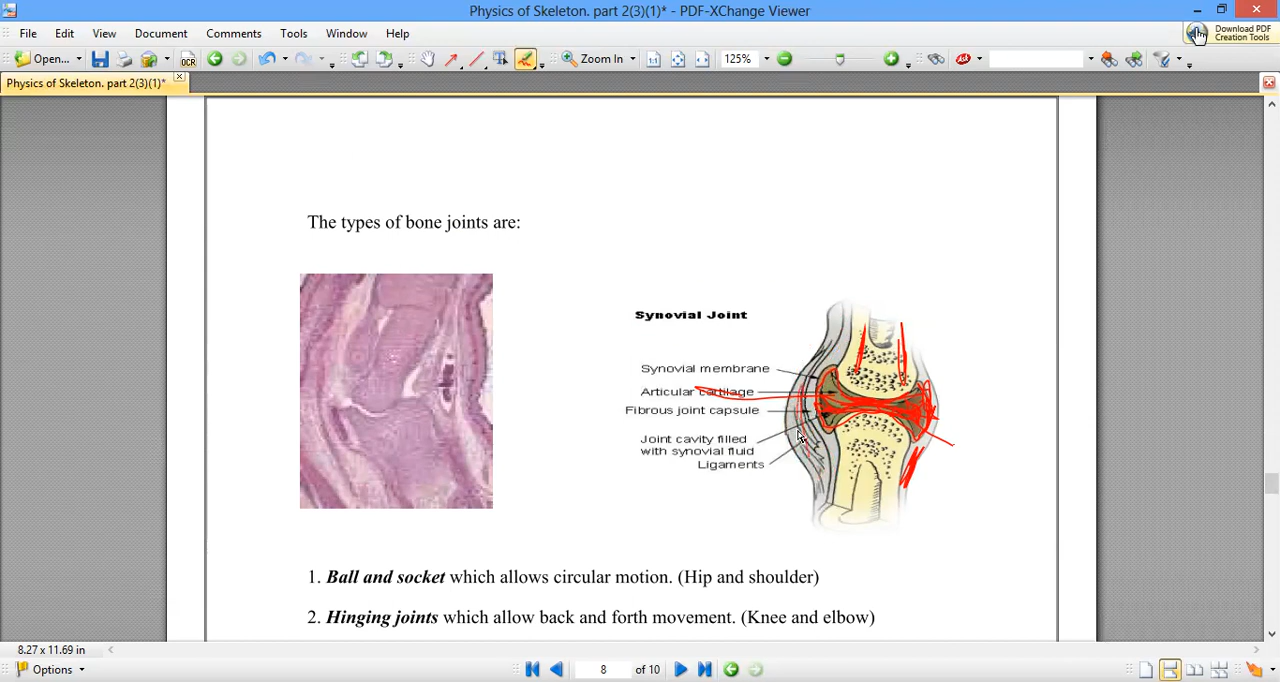 Physics of Skeleton. part 2(3)(1)* - PDF-XChange Viewer
File Edit View Document Comments Tools Window Help
Download PDF
Creation Tools
Open... OCR Zoom In 125%
Physics of Skeleton. part 2(3)(1)*
The types of bone joints are:
Synovial Joint
Synovial membrane
Articular cartilage
Fibrous joint capsule
Joint cavity filled
with synovial fluid
Ligaments
1. Ball and socket which allows circular motion. (Hip and shoulder)
2. Hinging joints which allow back and forth movement. (Knee and elbow)
8.27 x 11.69 in
Options 8 of 10